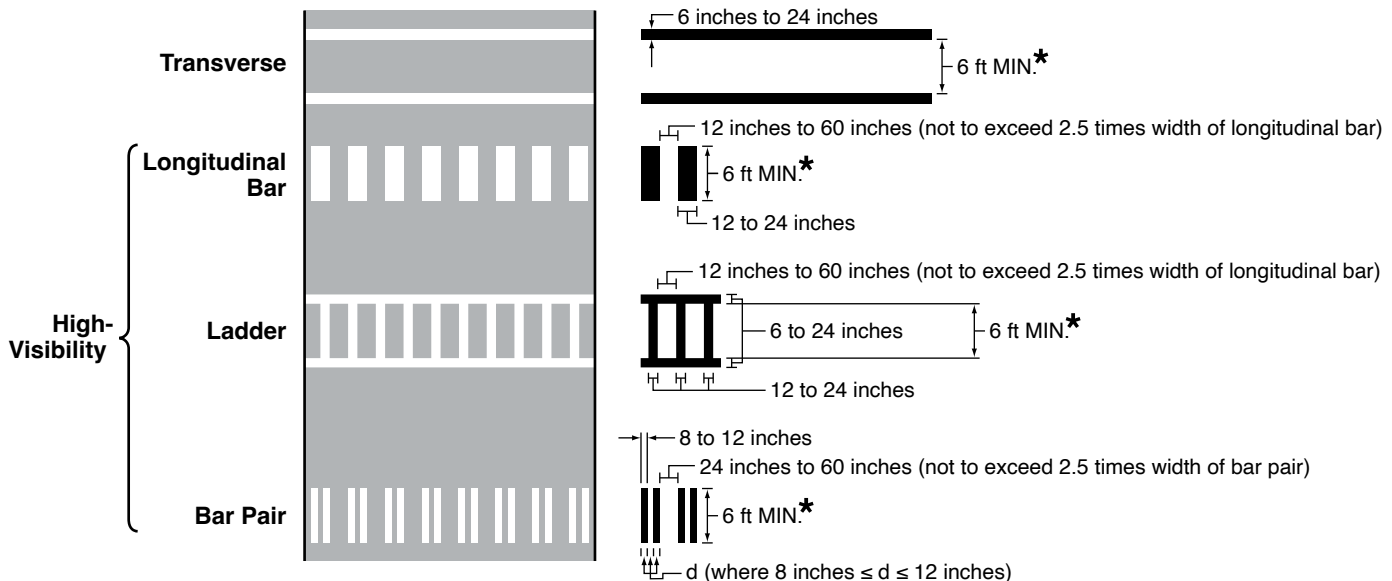 6 inches to 24 inches
Transverse
6 ft MIN.*
12 inches to 60 inches (not to exceed 2.5 times width of longitudinal bar)
Longitudinal
Bar
6 ft MIN.*
12 to 24 inches
12 inches to 60 inches (not to exceed 2.5 times width of longitudinal bar)
High-
Visibility
Ladder
6 to 24 inches
6 ft MIN.*
12 to 24 inches
8 to 12 inches
24 inches to 60 inches (not to exceed 2.5 times width of bar pair)
Bar Pair
6 ft MIN.*
d (where 8 inches ≤ d ≤ 12 inches)